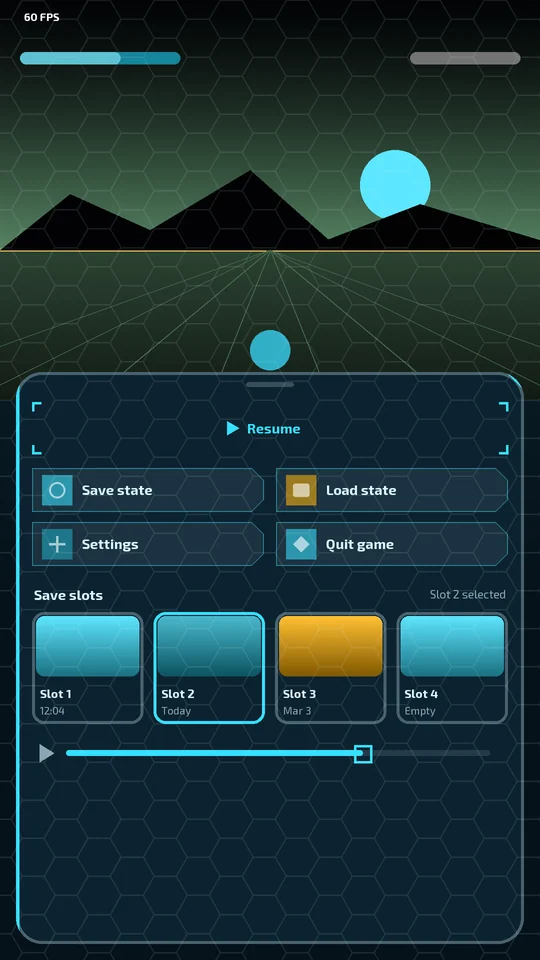 60 FPS
Resume
Save state
Load state
Settings
Quit game
Save slots
Slot 2 selected
Slot 1
12:04
Slot 2
Today
Slot 3
Mar 3
Slot 4
Empty